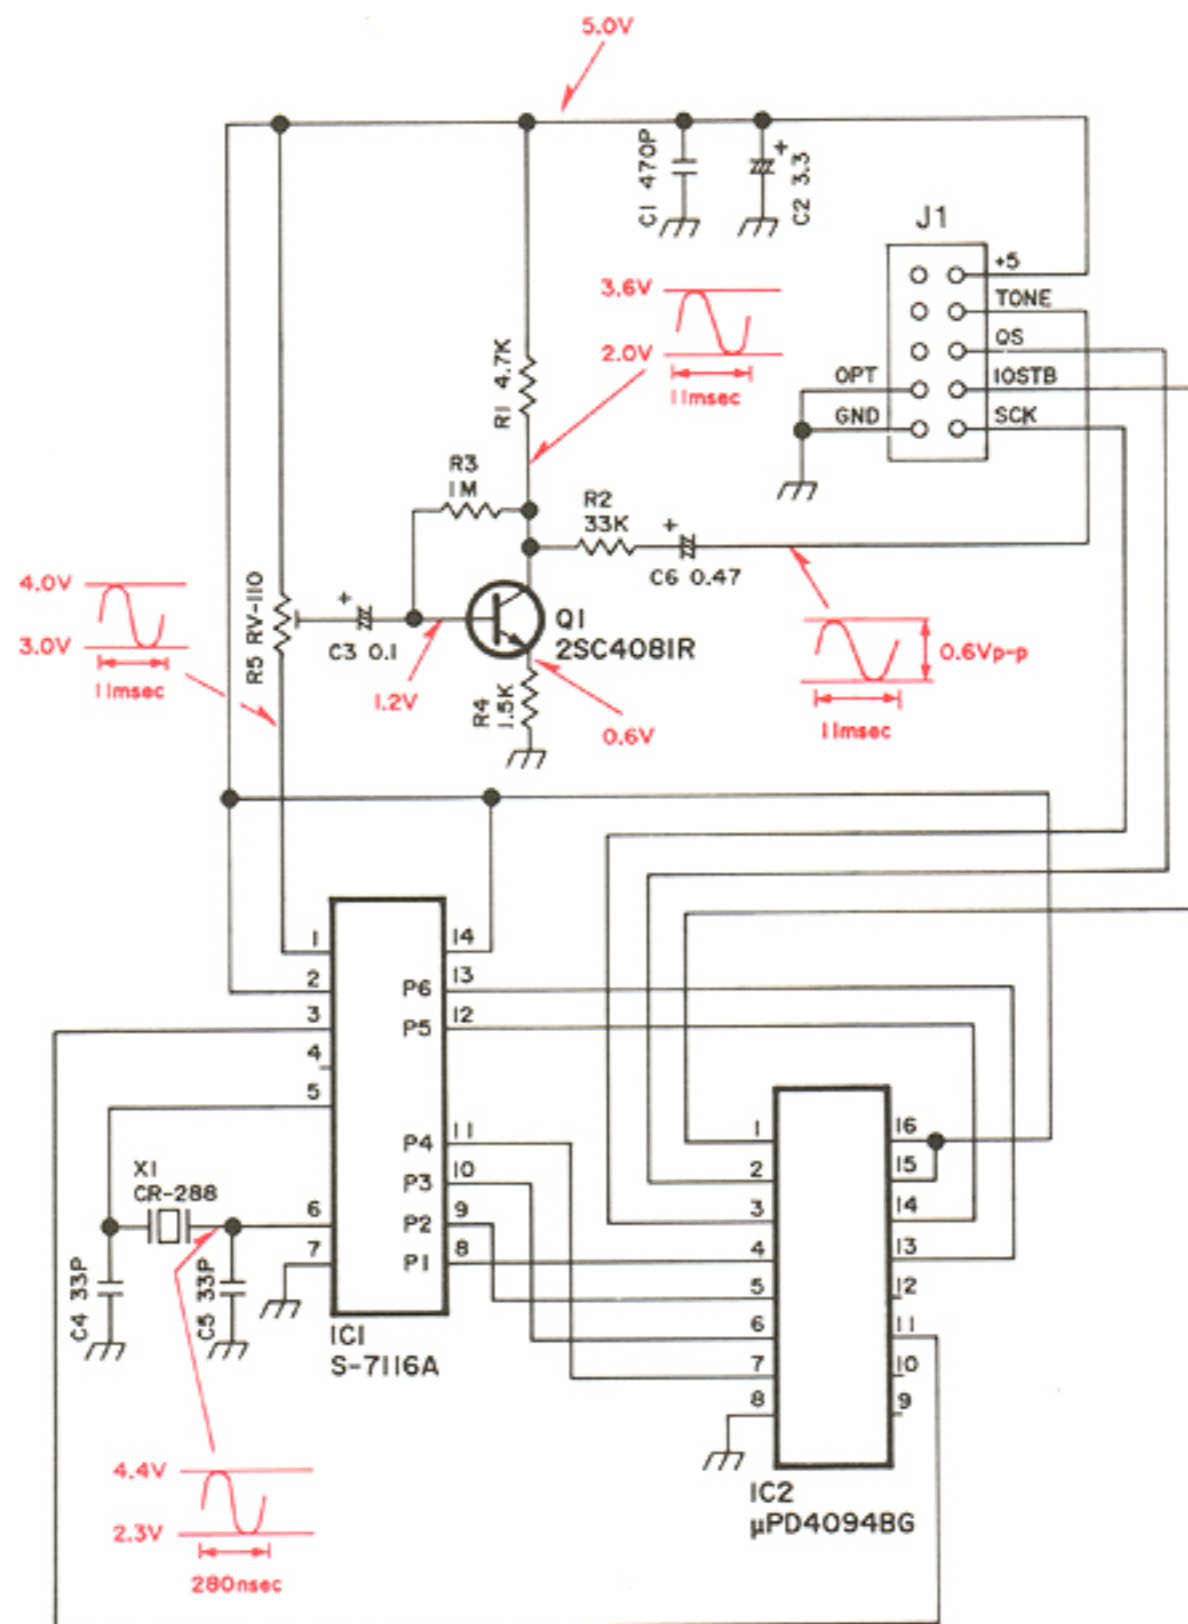 5.0V
C1 470P
C2 3.3
+
J1
+5
TONE
QS
IOSTB
SCK
OPT
GND
3.6V
2.0V
11msec
R1 4.7K
R3
1M
R2
33K
+
C6 0.47
4.0V
3.0V
11msec
R5 RV-110
+
C3 0.1
1.2V
Q1
2SC4081R
R4
1.5K
0.6V
0.6Vp-p
11msec
1
2
3
4
5
6
7
14
P6 13
P5 12
P4 11
P3 10
P2 9
P1 8
IC1
S-7116A
X1
CR-288
C4 33P
C5 33P
4.4V
2.3V
280nsec
1
2
3
4
5
6
7
8
16
15
14
13
12
11
10
9
IC2
µPD4094BG